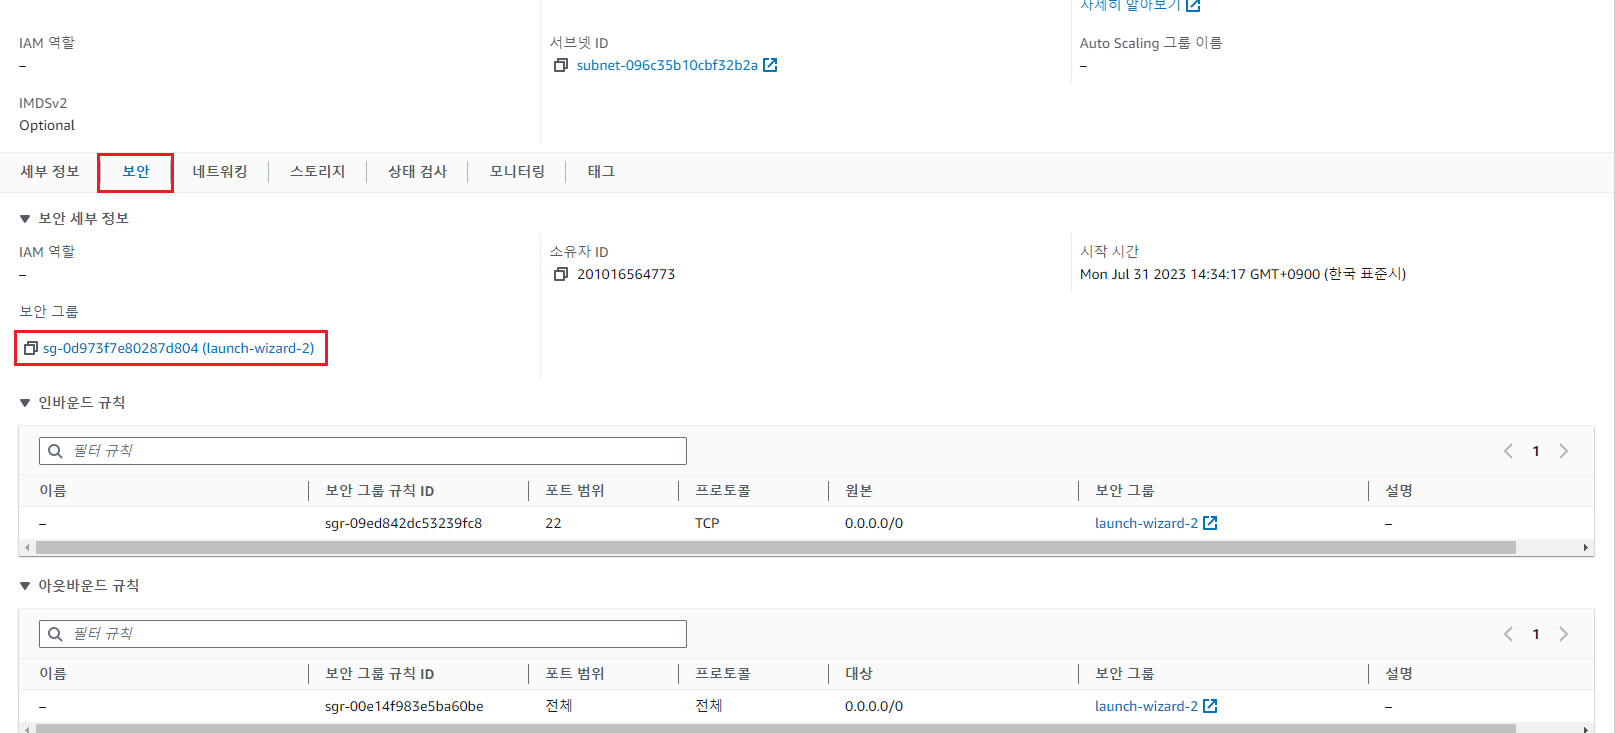 자세히 알아보기
IAM 역할
–
서브넷 ID
subnet-096c35b10cbf32b2a
Auto Scaling 그룹 이름
–
IMDSv2
Optional
세부 정보 보안 네트워킹 스토리지 상태 검사 모니터링 태그
보안 세부 정보
IAM 역할
–
소유자 ID
201016564773
시작 시간
Mon Jul 31 2023 14:34:17 GMT+0900 (한국 표준시)
보안 그룹
sg-0d973f7e80287d804 (launch-wizard-2)
인바운드 규칙
필터 규칙
1
이름 보안 그룹 규칙 ID 포트 범위 프로토콜 원본 보안 그룹 설명
– sgr-09ed842dc53239fc8 22 TCP 0.0.0.0/0 launch-wizard-2 –
아웃바운드 규칙
필터 규칙
1
이름 보안 그룹 규칙 ID 포트 범위 프로토콜 대상 보안 그룹 설명
– sgr-00e14f983e5ba60be 전체 전체 0.0.0.0/0 launch-wizard-2 –